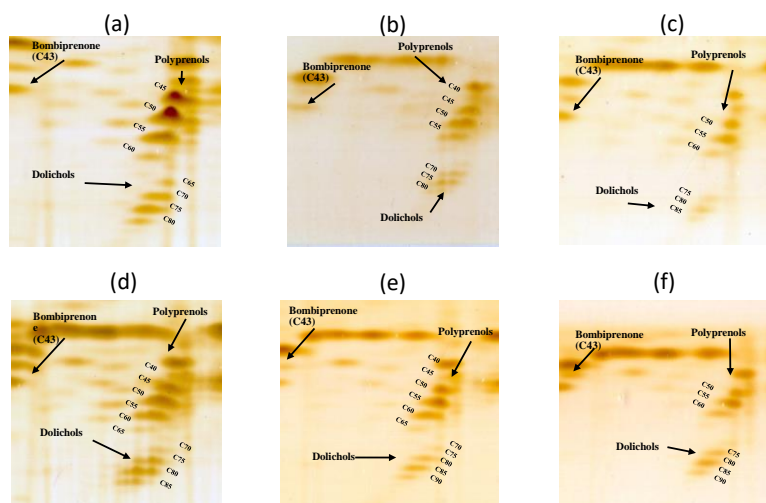 (a)
Bombiprenone
(C43)
Polyprenols
C45
C50
C55
C60
Dolichols
C65
C70
C75
C80
(b)
Polyprenols
Bombiprenone
(C43)
C40
C45
C50
C55
C70
C75
C80
Dolichols
(c)
Polyprenols
Bombiprenone
(C43)
C50
C55
C60
Dolichols
C75
C80
C85
(d)
Bombiprenon
e
(C43)
Polyprenols
C40
C45
C50
C55
C60
C65
Dolichols
C70
C75
C80
C85
(e)
Bombiprenone
(C43)
Polyprenols
C40
C45
C50
C55
C60
C65
Dolichols
C70
C75
C80
C85
C90
(f)
Bombiprenone
(C43)
Polyprenols
C50
C55
C60
Dolichols
C75
C80
C85
C90